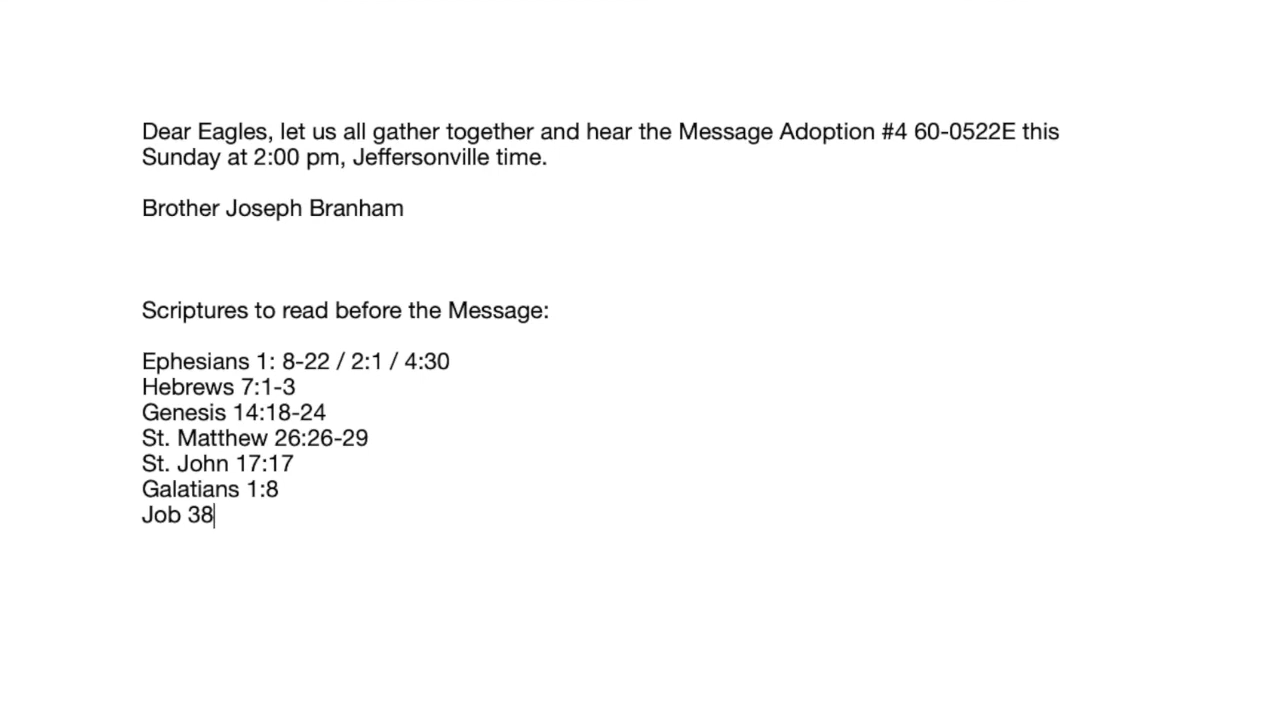 Dear Eagles, let us all gather together and hear the Message Adoption #4 60-0522E this
Sunday at 2:00 pm, Jeffersonville time.
Brother Joseph Branham
Scriptures to read before the Message:
Ephesians 1: 8-22 / 2:1 / 4:30
Hebrews 7:1-3
Genesis 14:18-24
St. Matthew 26:26-29
St. John 17:17
Galatians 1:8
Job 38